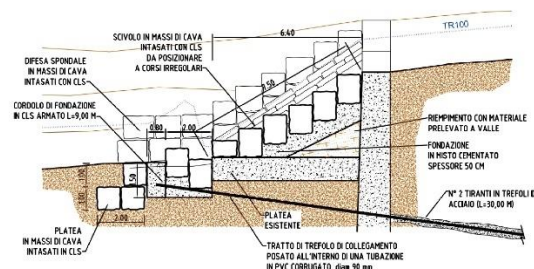 SCIVOLO IN MASSI DI CAVA
INTASATI CON CLS
DA POSIZIONARE
A CORSI IRREGOLARI
6.40
TR100
DIFESA SPONDALE
IN MASSI DI CAVA
INTASATI CON CLS
CORDOLO DI FONDAZIONE
IN CLS ARMATO L=9,00 M
0.80
2.00
RIEMPIMENTO CON MATERIALE
PRELEVATO A VALLE
FONDAZIONE
IN MISTO CEMENTATO
SPESSORE 50 CM
N° 2 TIRANTI IN TREFOLI DI
ACCIAIO (L=30,00 M)
2.00
PLATEA
IN MASSI DI CAVA
INTASATI IN CLS
PLATEA
ESISTENTE
TRATTO DI TREFOLO DI COLLEGAMENTO
POSATO ALL'INTERNO DI UNA TUBAZIONE
IN PVC CORRUGATO, diam 90 mm